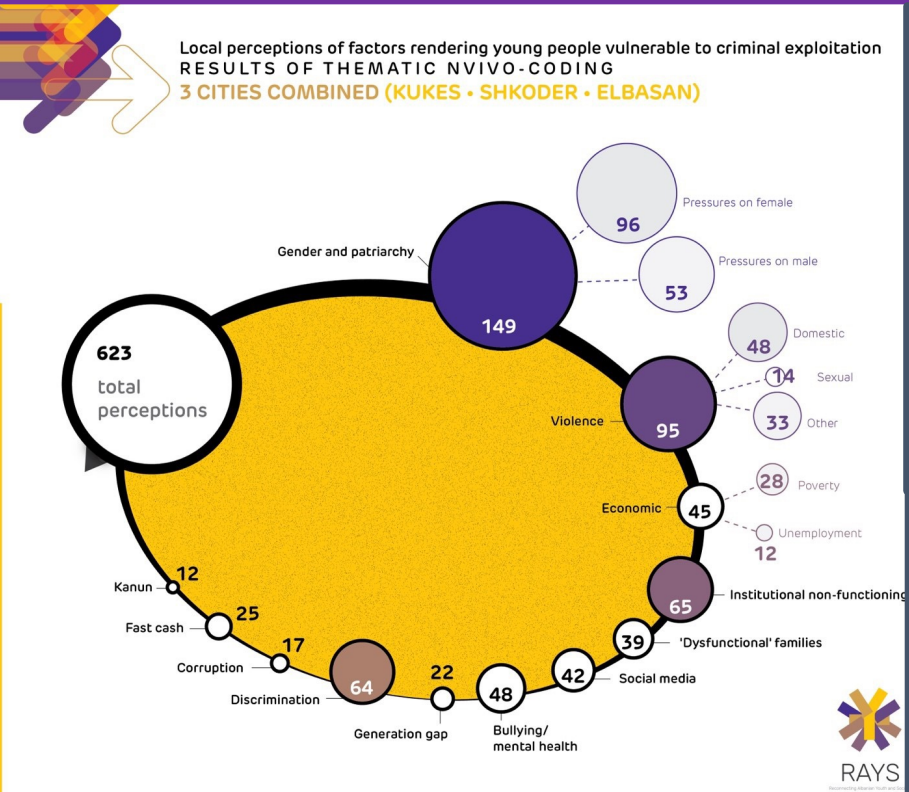 Local perceptions of factors rendering young people vulnerable to criminal exploitation
RESULTS OF THEMATIC NVIVO-CODING
3 CITIES COMBINED (KUKES • SHKODER • ELBASAN)
96
Pressures on female
Gender and patriarchy
149
Pressures on male
53
623
total
perceptions
Domestic
48
14
Sexual
Violence
95
33
Other
28
Poverty
Economic
45
Unemployment
12
Kanun
12
65
Institutional non-functioning
Fast cash
25
39
'Dysfunctional' families
Corruption
17
42
Social media
Discrimination
64
22
Generation gap
48
Bullying/
mental health
RAYS